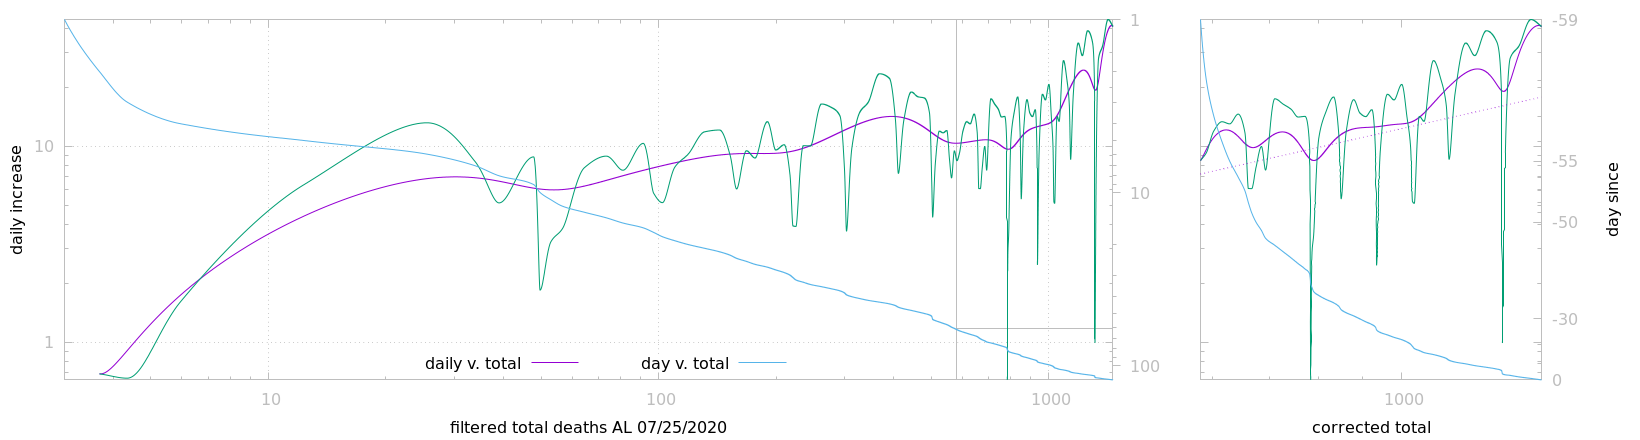 1
-59
10
-55
daily increase
10
-50
day since
-30
1
daily v. total
day v. total
100
0
10
100
1000
1000
filtered total deaths AL 07/25/2020
corrected total